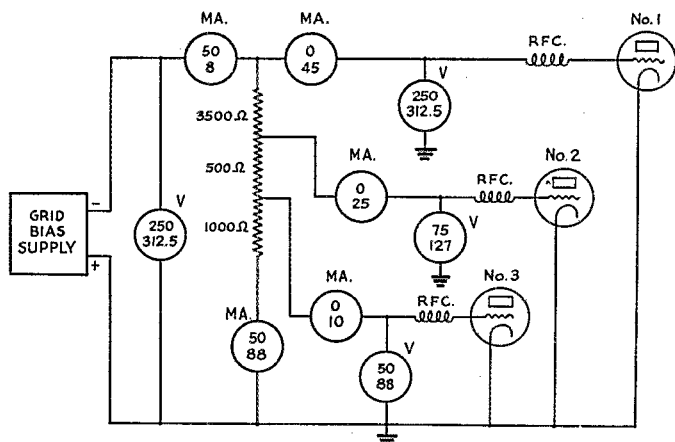 No. 1
MA.
MA.
RFC.
50
8
0
45
V
250
312.5
3500Ω
No. 2
MA.
500Ω
RFC.
0
25
V
-
GRID
BIAS
SUPPLY
+
V
250
312.5
1000Ω
75
127
No. 3
MA.
RFC.
MA.
0
10
50
88
V
50
88